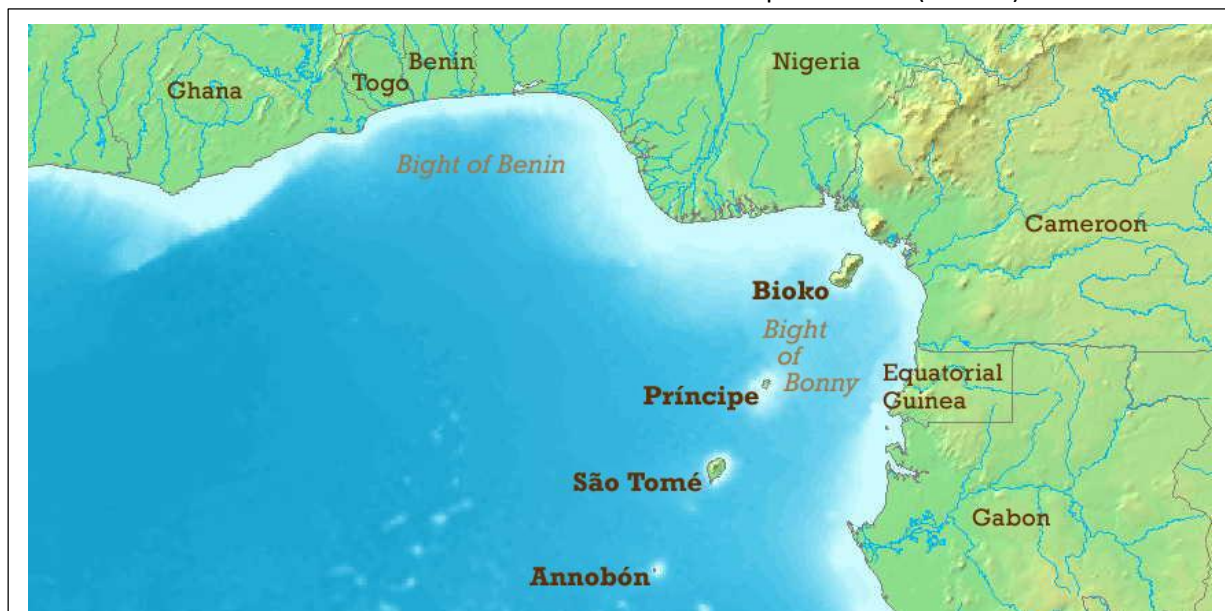 Ghana
Togo
Benin
Nigeria
Bight of Benin
Cameroon
Bioko
Bight
of
Bonny
Príncipe
Equatorial
Guinea
São Tomé
Gabon
Annobón